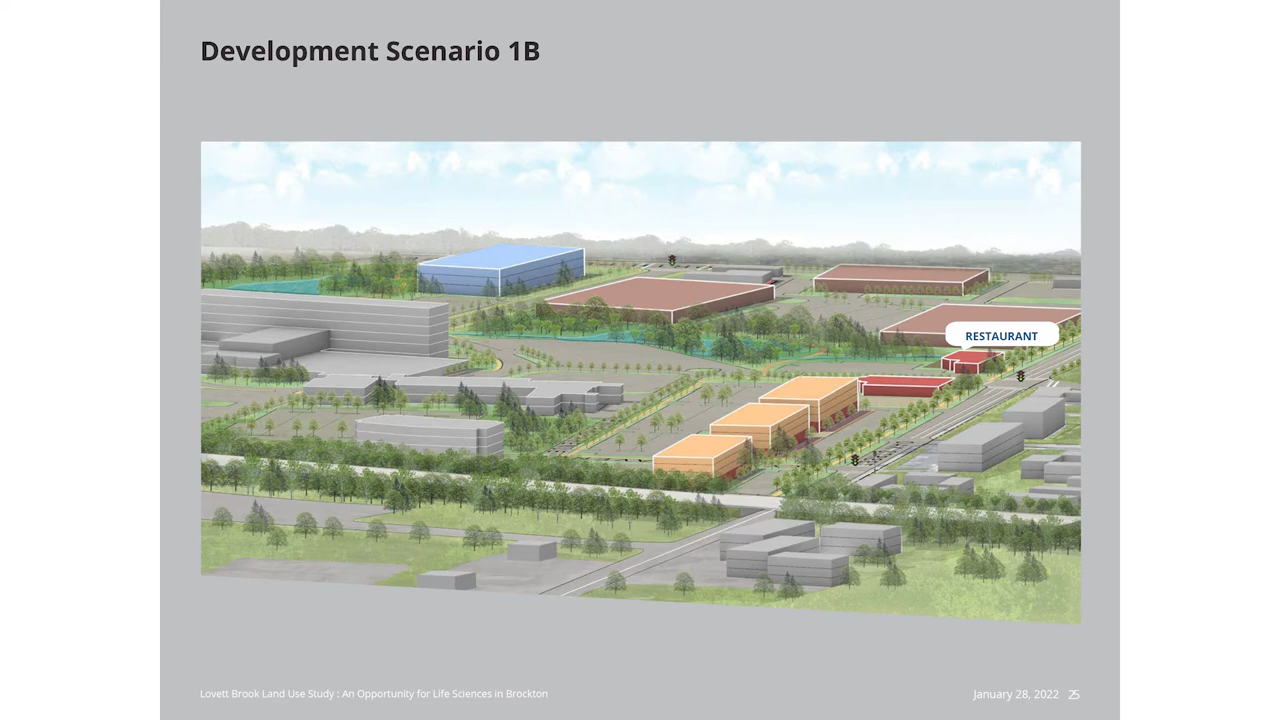 Development Scenario 1B
RESTAURANT
Lovett Brook Land Use Study : An Opportunity for Life Sciences in Brockton
January 28, 2022 25